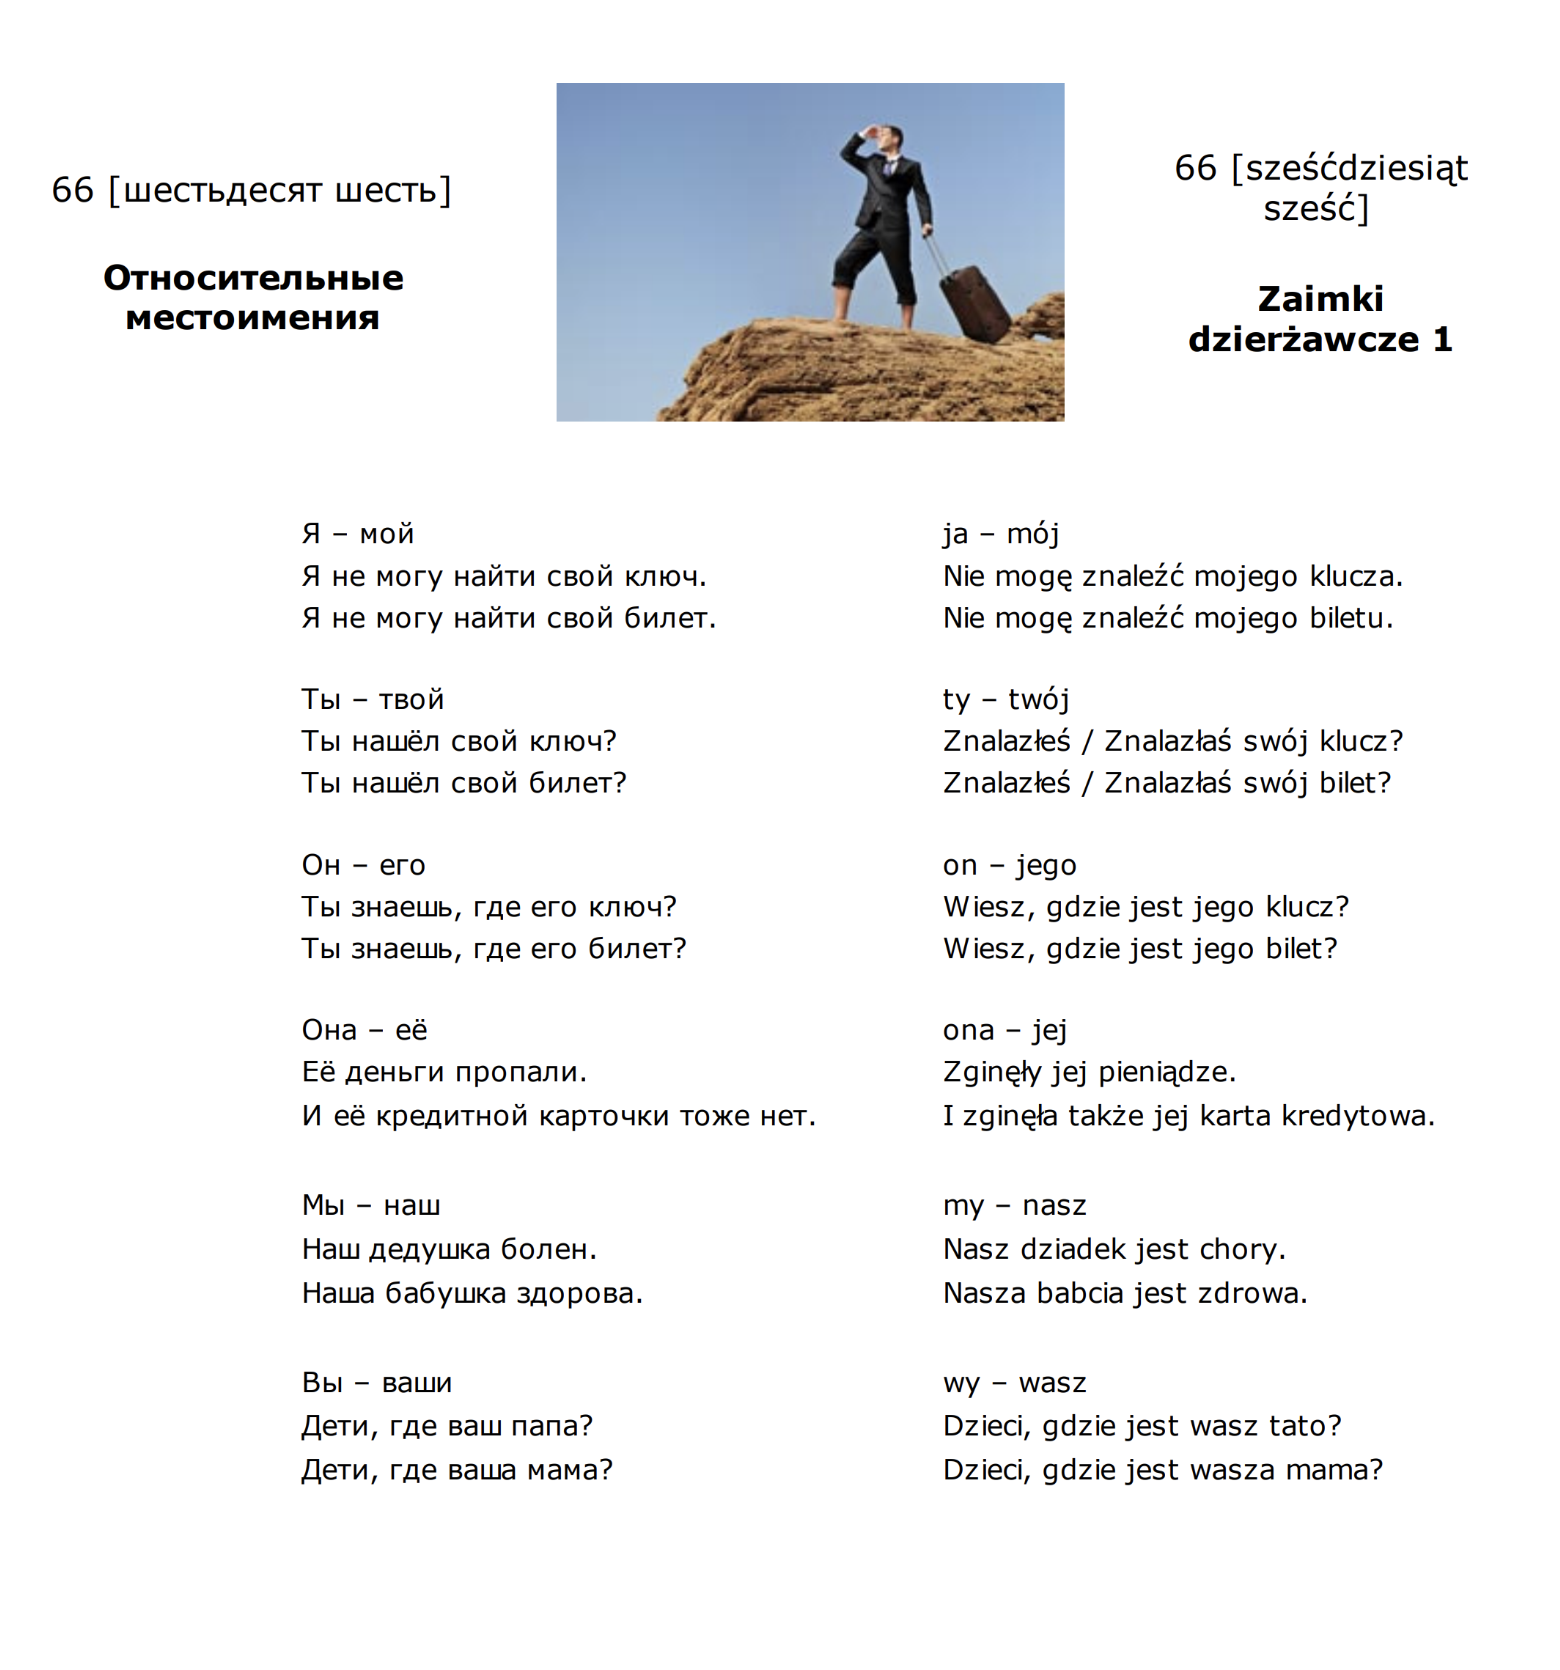 66 [шестьдесят шесть]
Относительные
местоимения
66 [sześćdziesiąt
sześć]
Zaimki
dzierżawcze 1
Я – мой
Я не могу найти свой ключ.
Я не могу найти свой билет.
Ты – твой
Ты нашёл свой ключ?
Ты нашёл свой билет?
Он – его
Ты знаешь, где его ключ?
Ты знаешь, где его билет?
Она – её
Её деньги пропали.
И её кредитной карточки тоже нет.
Мы – наш
Наш дедушка болен.
Наша бабушка здорова.
Вы – ваши
Дети, где ваш папа?
Дети, где ваша мама?
ja – mój
Nie mogę znaleźć mojego klucza.
Nie mogę znaleźć mojego biletu.
ty – twój
Znalazłeś / Znalazłaś swój klucz?
Znalazłeś / Znalazłaś swój bilet?
on – jego
Wiesz, gdzie jest jego klucz?
Wiesz, gdzie jest jego bilet?
ona – jej
Zginęły jej pieniądze.
I zginęła także jej karta kredytowa.
my – nasz
Nasz dziadek jest chory.
Nasza babcia jest zdrowa.
wy – wasz
Dzieci, gdzie jest wasz tato?
Dzieci, gdzie jest wasza mama?